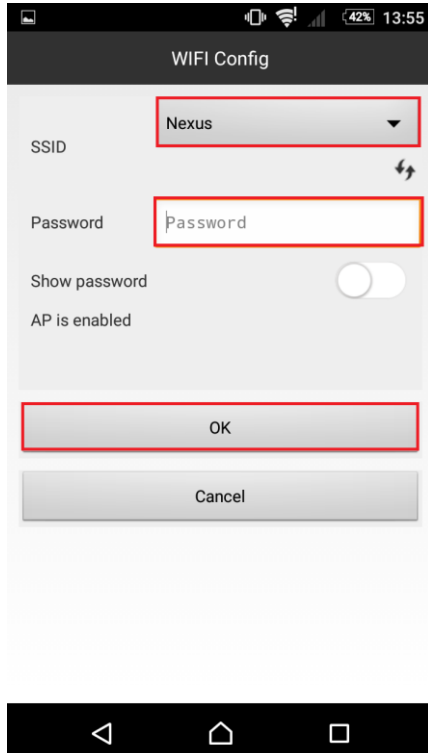 42% 13:55
WIFI Config
SSID
Nexus
Password
Password
Show password
AP is enabled
OK
Cancel